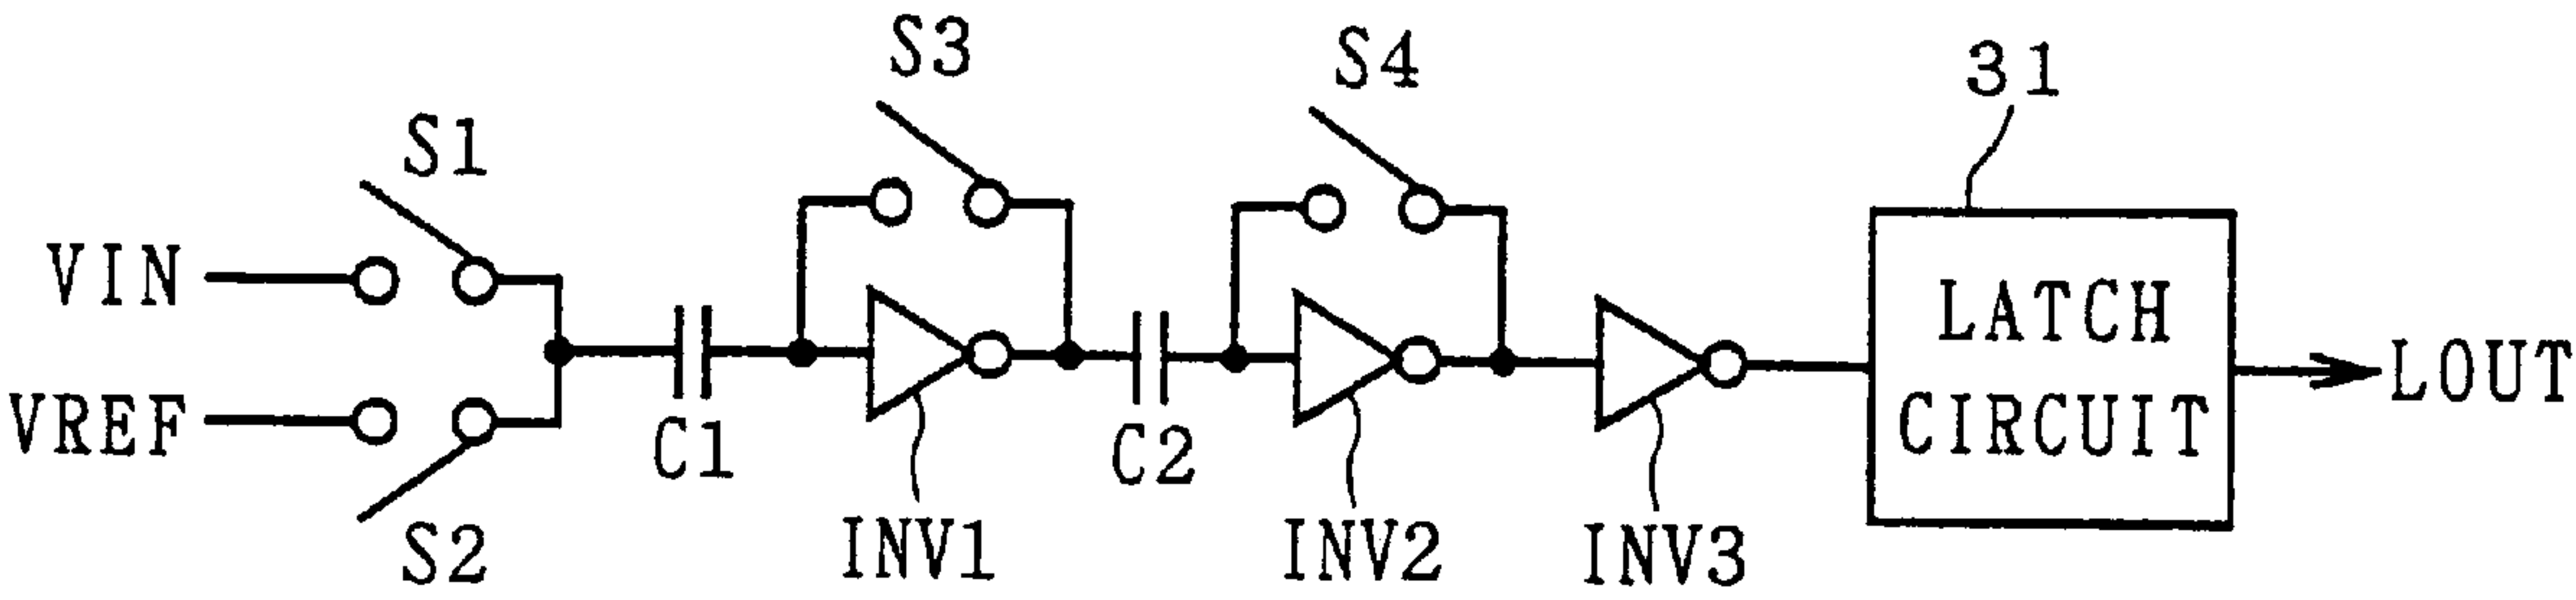 S3
S4
31
S1
VIN
LATCH
CIRCUIT
LOUT
VREF
C1
C2
S2
INV1
INV2
INV3